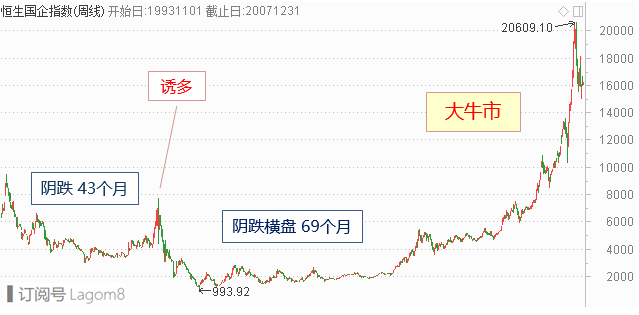 恒生国企指数(周线) 开始日:19931101 截止日:20071231
20609.10
20000
18000
诱多
16000
大牛市
14000
12000
10000
阴跌 43个月
8000
阴跌横盘 69个月
6000
4000
2000
993.92
订阅号 Lagom8